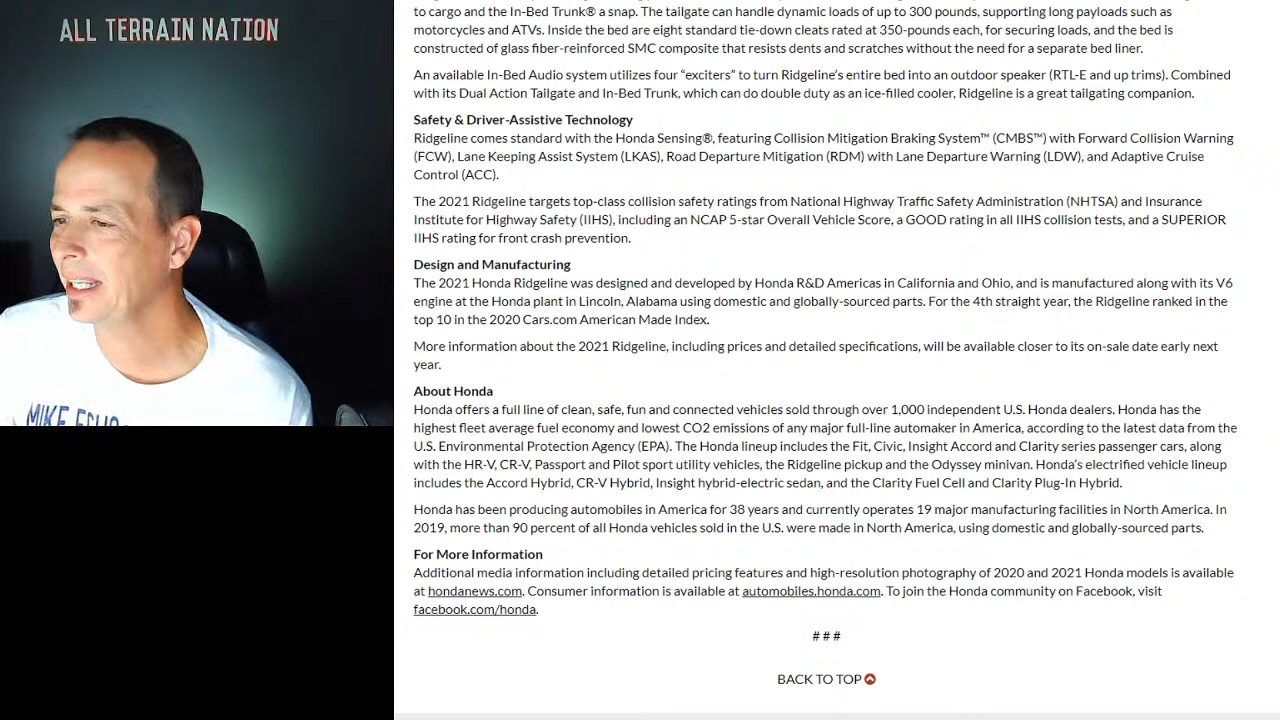 ALL TERRAIN NATION
to cargo and the In-Bed Trunk® a snap. The tailgate can handle dynamic loads of up to 300 pounds, supporting long payloads such as
motorcycles and ATVs. Inside the bed are eight standard tie-down cleats rated at 350-pounds each, for securing loads, and the bed is
constructed of glass fiber-reinforced SMC composite that resists dents and scratches without the need for a separate bed liner.
An available In-Bed Audio system utilizes four “exciters” to turn Ridgeline’s entire bed into an outdoor speaker (RTL-E and up trims). Combined
with its Dual Action Tailgate and In-Bed Trunk, which can do double duty as an ice-filled cooler, Ridgeline is a great tailgating companion.
Safety & Driver-Assistive Technology
Ridgeline comes standard with the Honda Sensing®, featuring Collision Mitigation Braking System™ (CMBS™) with Forward Collision Warning
(FCW), Lane Keeping Assist System (LKAS), Road Departure Mitigation (RDM) with Lane Departure Warning (LDW), and Adaptive Cruise
Control (ACC).
The 2021 Ridgeline targets top-class collision safety ratings from National Highway Traffic Safety Administration (NHTSA) and Insurance
Institute for Highway Safety (IIHS), including an NCAP 5-star Overall Vehicle Score, a GOOD rating in all IIHS collision tests, and a SUPERIOR
IIHS rating for front crash prevention.
Design and Manufacturing
The 2021 Honda Ridgeline was designed and developed by Honda R&D Americas in California and Ohio, and is manufactured along with its V6
engine at the Honda plant in Lincoln, Alabama using domestic and globally-sourced parts. For the 4th straight year, the Ridgeline ranked in the
top 10 in the 2020 Cars.com American Made Index.
More information about the 2021 Ridgeline, including prices and detailed specifications, will be available closer to its on-sale date early next
year.
About Honda
Honda offers a full line of clean, safe, fun and connected vehicles sold through over 1,000 independent U.S. Honda dealers. Honda has the
highest fleet average fuel economy and lowest CO2 emissions of any major full-line automaker in America, according to the latest data from the
U.S. Environmental Protection Agency (EPA). The Honda lineup includes the Fit, Civic, Insight Accord and Clarity series passenger cars, along
with the HR-V, CR-V, Passport and Pilot sport utility vehicles, the Ridgeline pickup and the Odyssey minivan. Honda’s electrified vehicle lineup
includes the Accord Hybrid, CR-V Hybrid, Insight hybrid-electric sedan, and the Clarity Fuel Cell and Clarity Plug-In Hybrid.
Honda has been producing automobiles in America for 38 years and currently operates 19 major manufacturing facilities in North America. In
2019, more than 90 percent of all Honda vehicles sold in the U.S. were made in North America, using domestic and globally-sourced parts.
For More Information
Additional media information including detailed pricing features and high-resolution photography of 2020 and 2021 Honda models is available
at hondanews.com. Consumer information is available at automobiles.honda.com. To join the Honda community on Facebook, visit
facebook.com/honda.
# # #
BACK TO TOP
MIKE